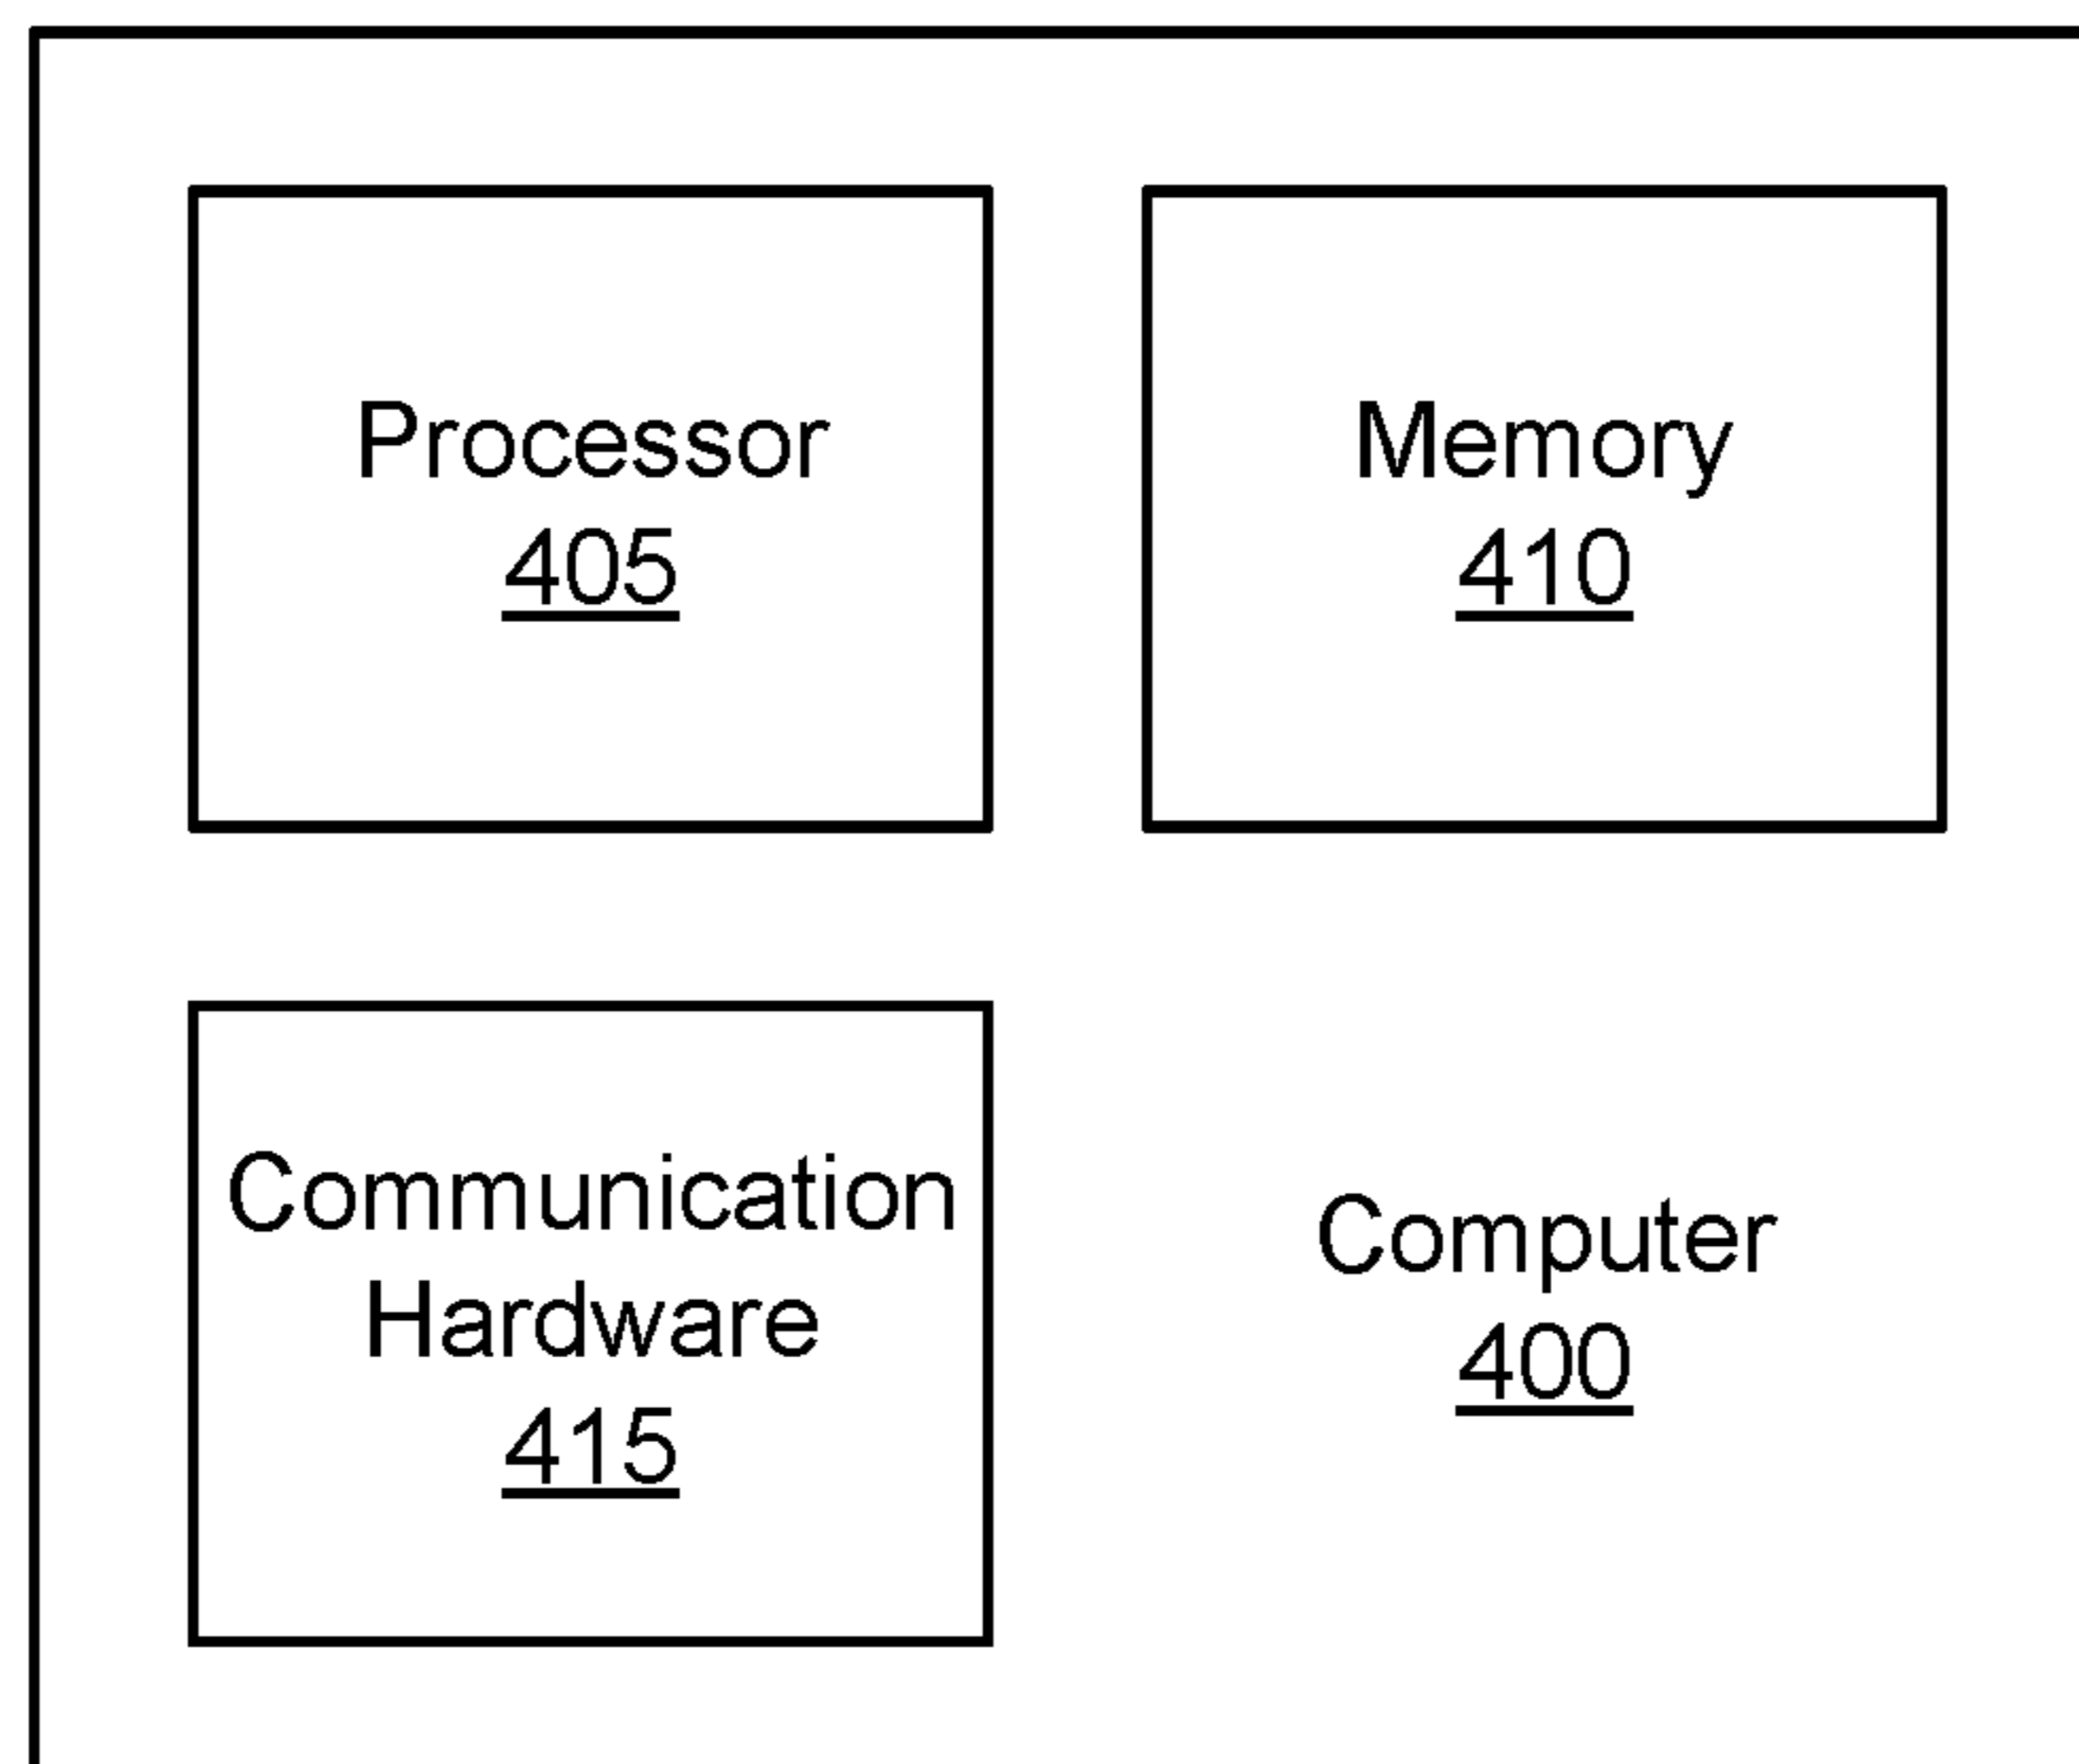 Processor
405
Memory
410
Communication
Hardware
415
Computer
400